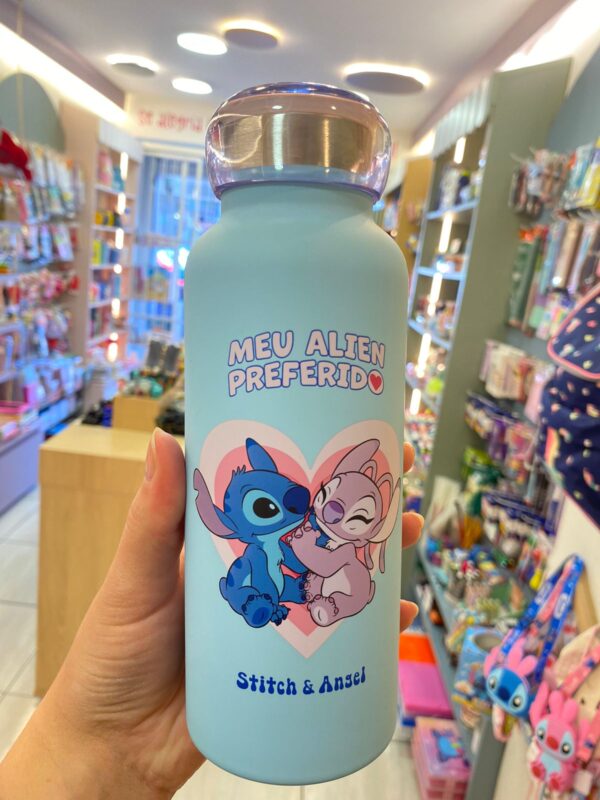 MEU ALIEN
PREFERIDO
Stitch & Angel